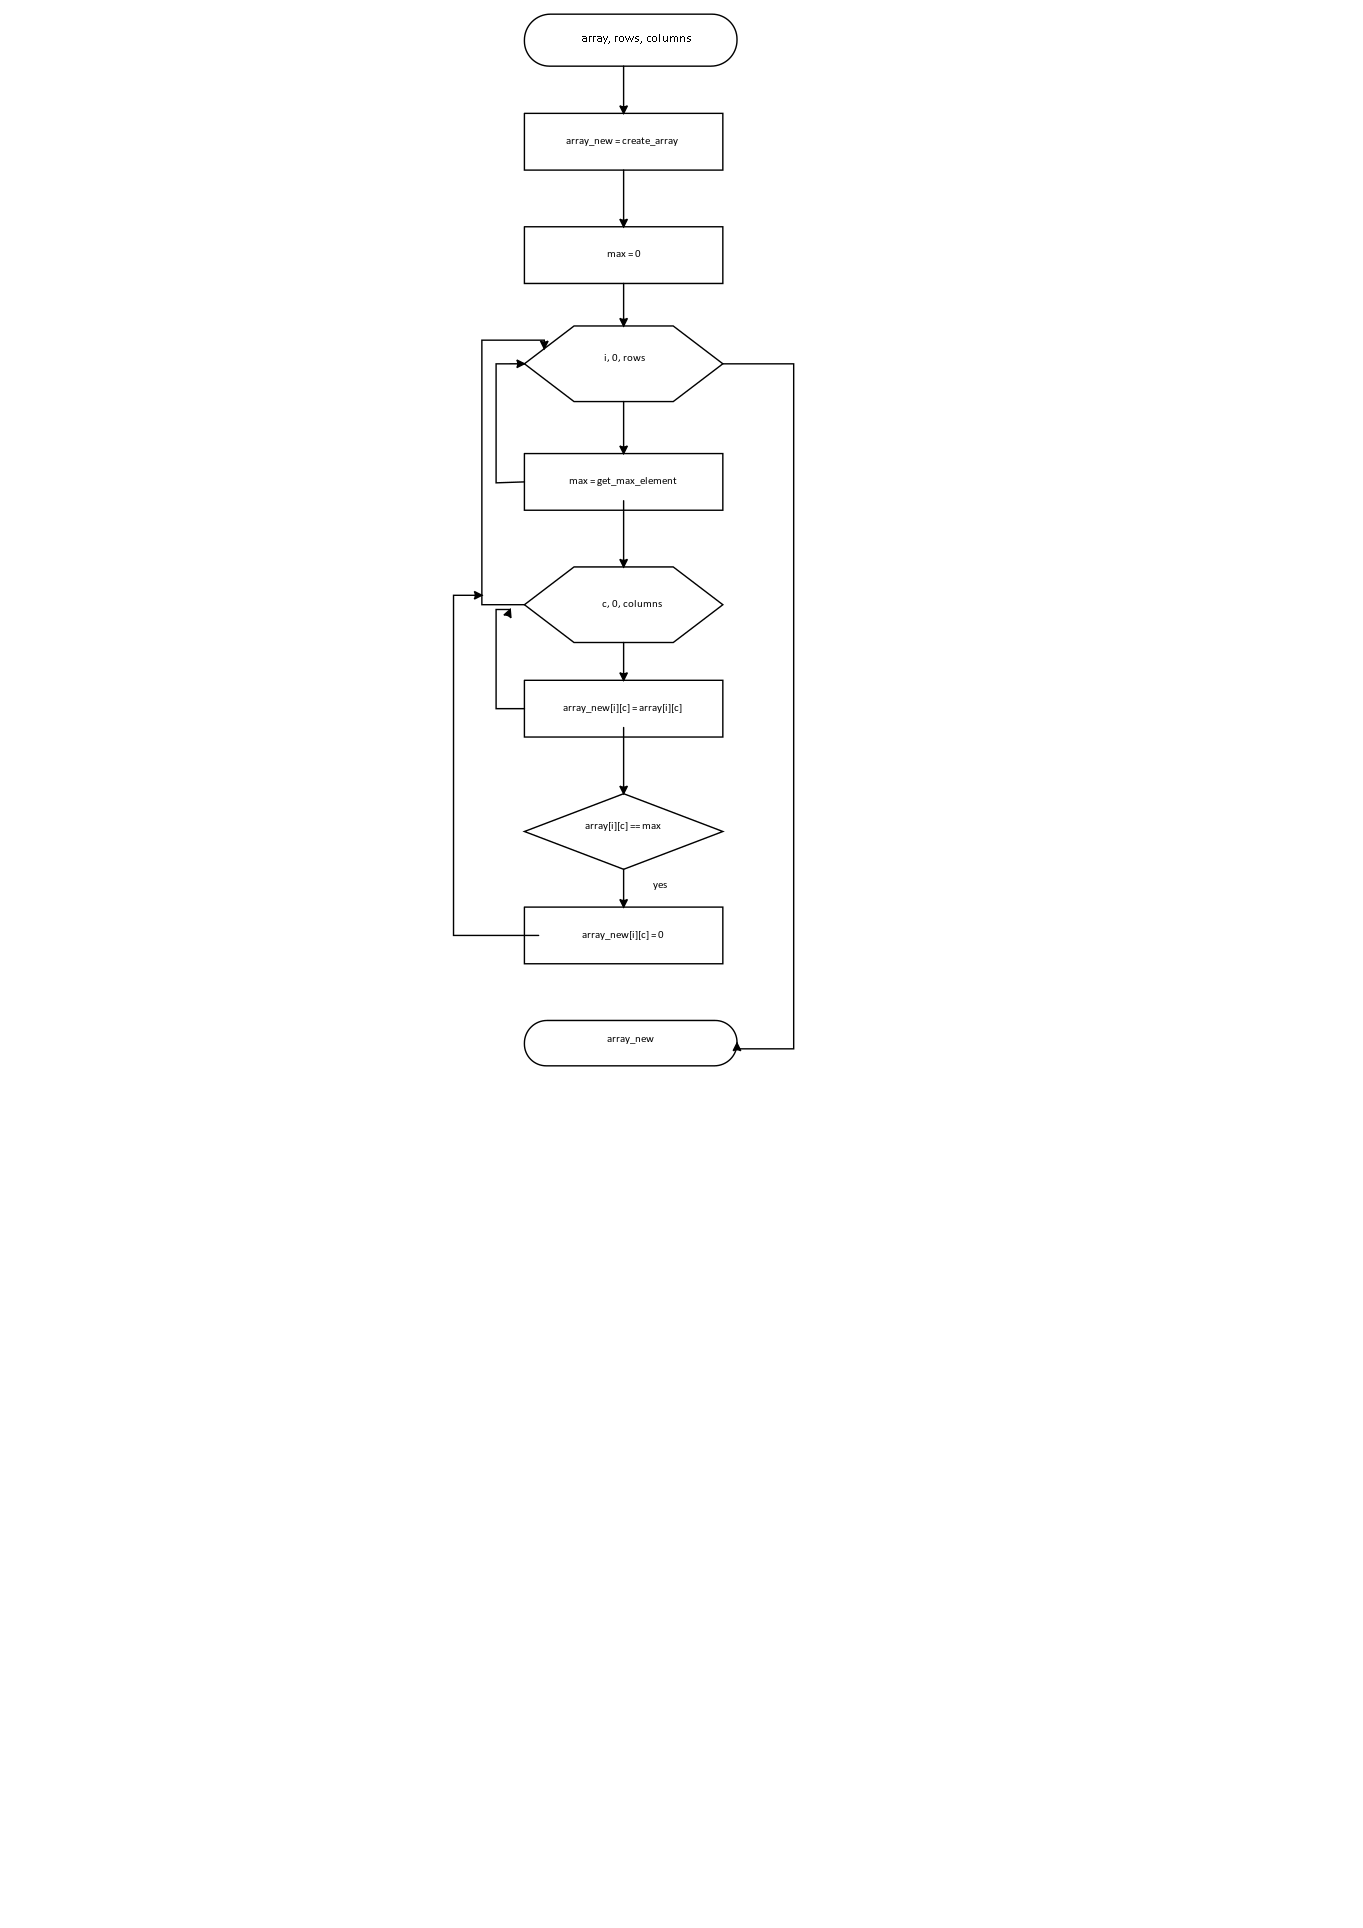 array, rows, columns
array_new = create_array
max = 0
i, 0, rows
max = get_max_element
c, 0, columns
array_new[i][c] = array[i][c]
array[i][c] == max
yes
array_new[i][c] = 0
array_new